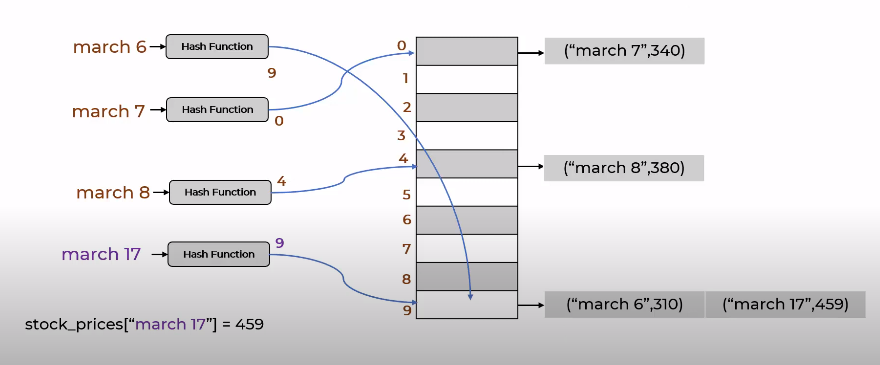 march 6
Hash Function
9
march 7
Hash Function
0
march 8
Hash Function
4
march 17
Hash Function
9
stock_prices[“march 17”] = 459
0
1
2
3
4
5
6
7
8
9
(“march 7”,340)
(“march 8”,380)
(“march 6”,310)
(“march 17”,459)